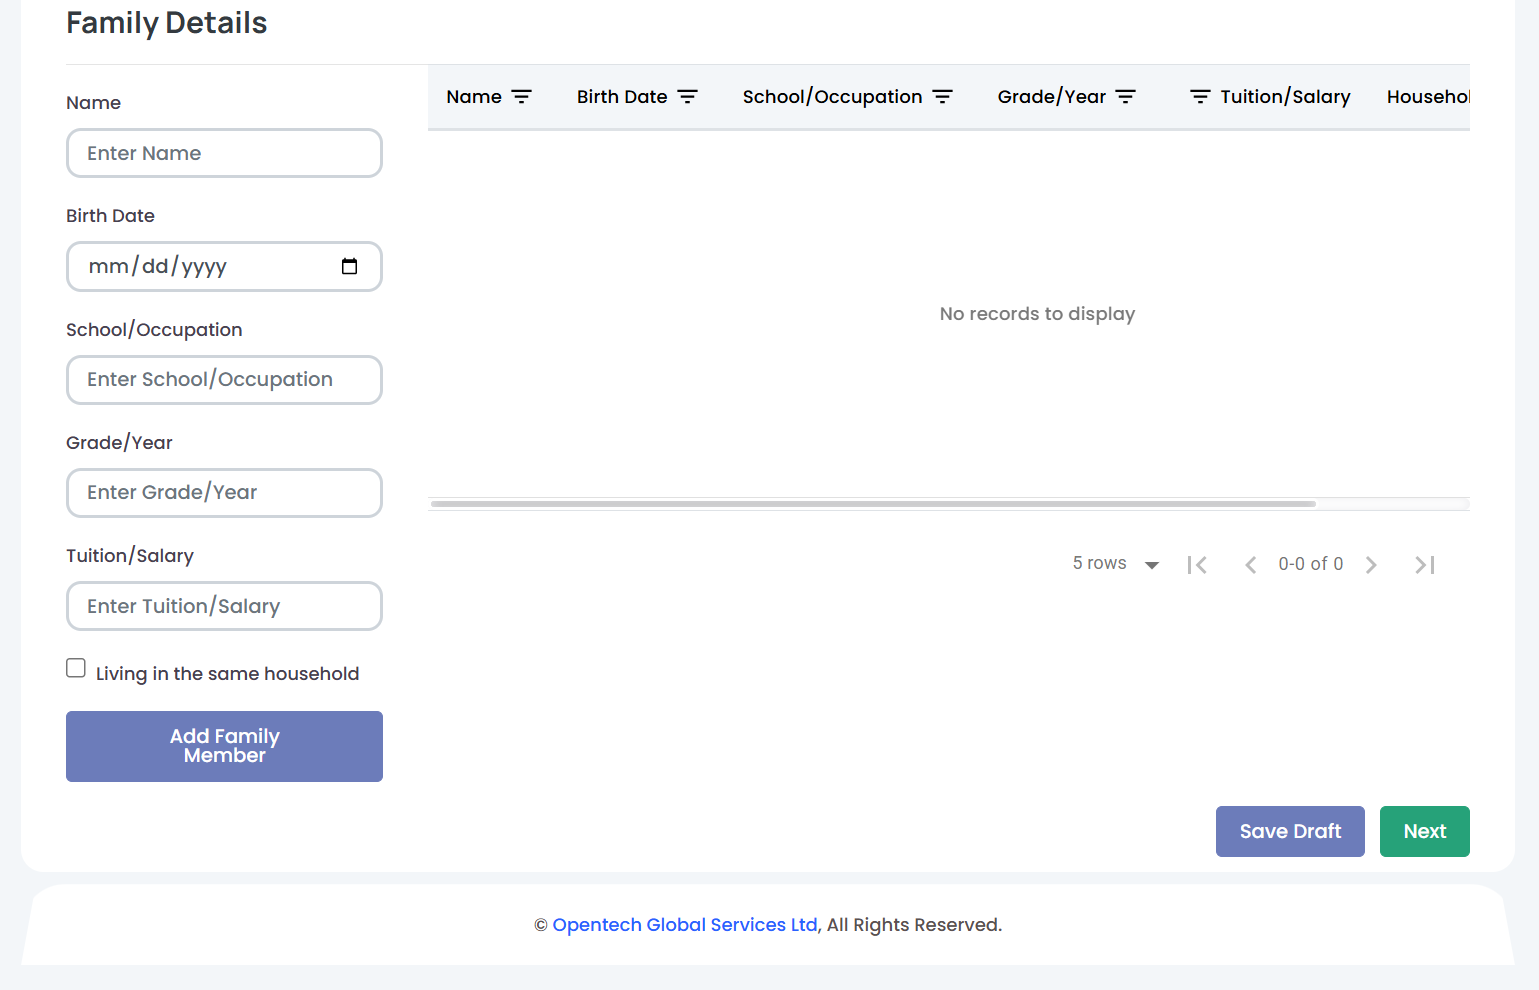 Family Details
Name
Enter Name
Birth Date
mm/dd/yyyy
School/Occupation
Enter School/Occupation
Grade/Year
Enter Grade/Year
Tuition/Salary
Enter Tuition/Salary
Living in the same household
Add Family
Member
Name Birth Date School/Occupation Grade/Year Tuition/Salary Househol
No records to display
5 rows 0-0 of 0
Save Draft Next
© Opentech Global Services Ltd, All Rights Reserved.